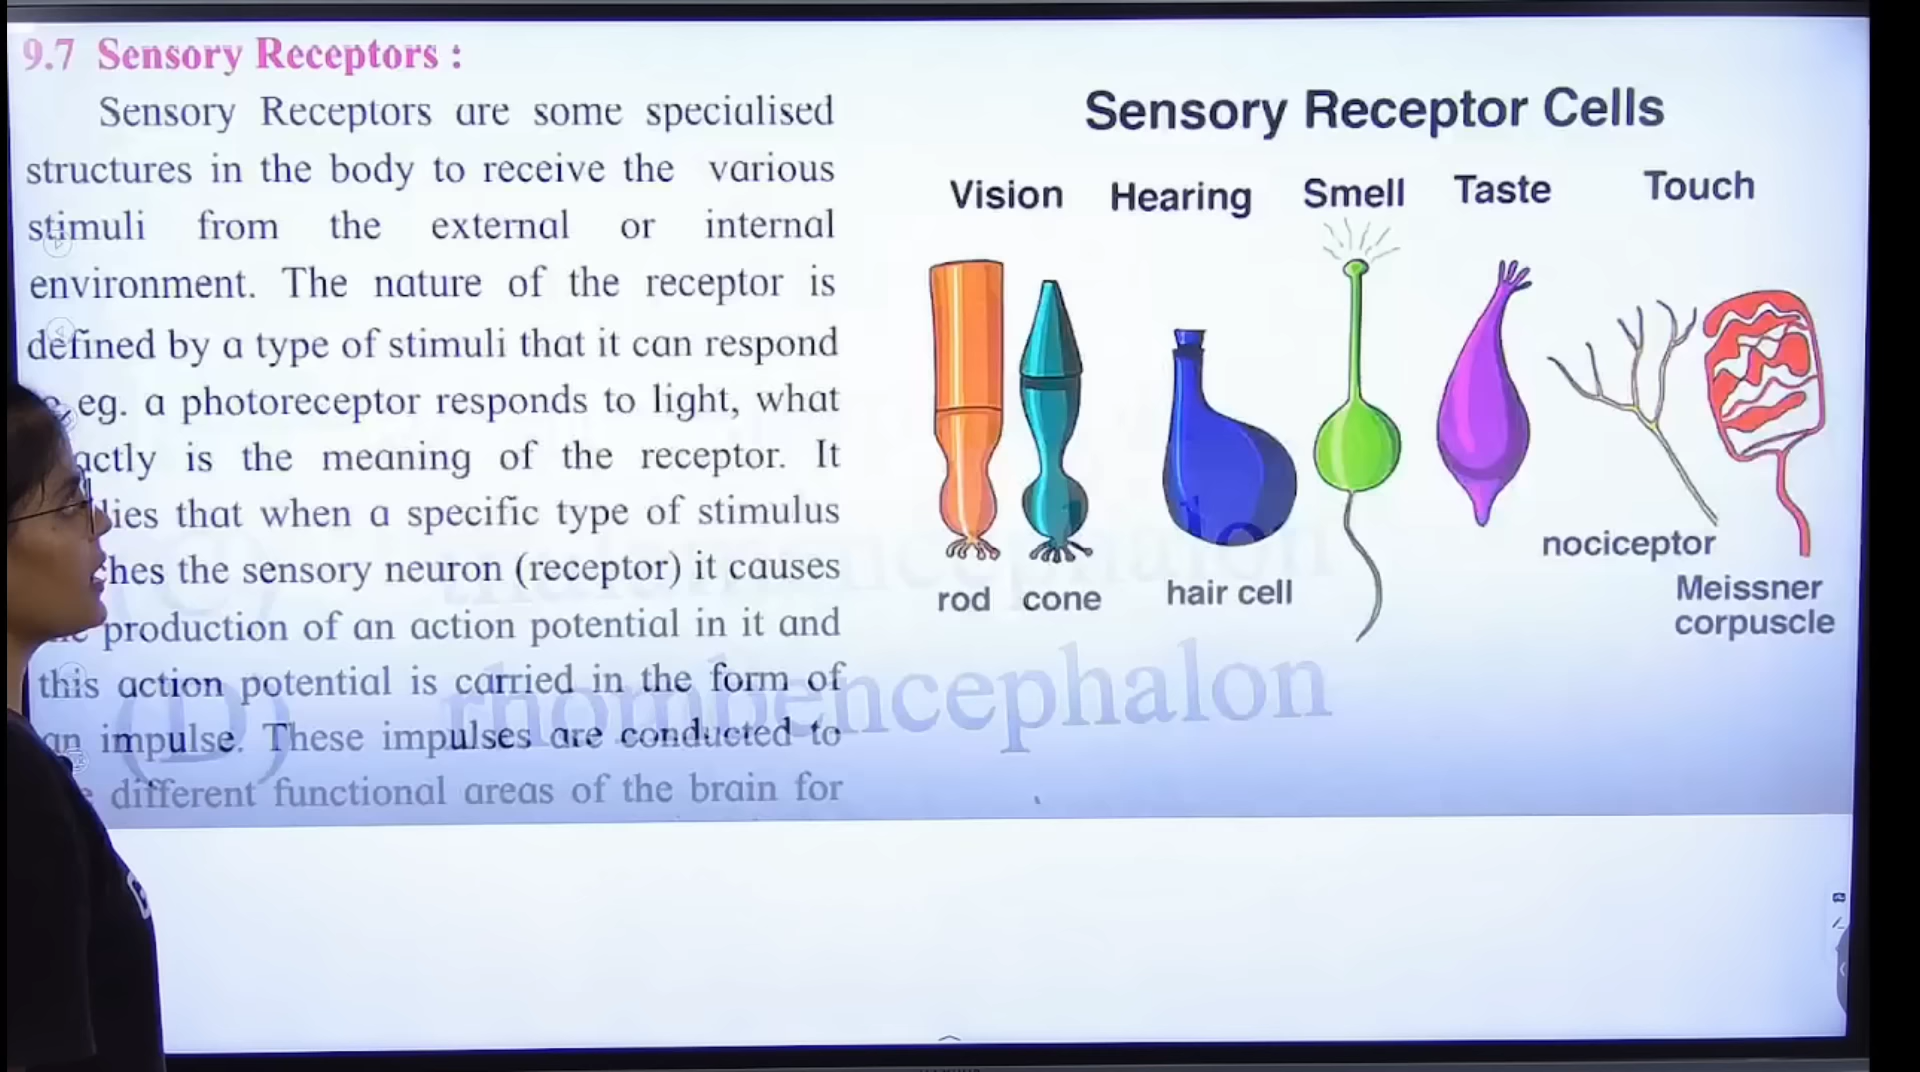 9.7 Sensory Receptors :
Sensory Receptors are some specialised
structures in the body to receive the various
stimuli from the external or internal
environment. The nature of the receptor is
defined by a type of stimuli that it can respond
eg. a photoreceptor responds to light, what
actly is the meaning of the receptor. It
lies that when a specific type of stimulus
hes the sensory neuron (receptor) it causes
production of an action potential in it and
this action potential is carried in the form of
an impulse. These impulses are conducted to
different functional areas of the brain for
Sensory Receptor Cells
Vision Hearing Smell Taste Touch
rod cone hair cell nociceptor
Meissner
corpuscle
(C) thalamencephalon
(D) rhombencephalon